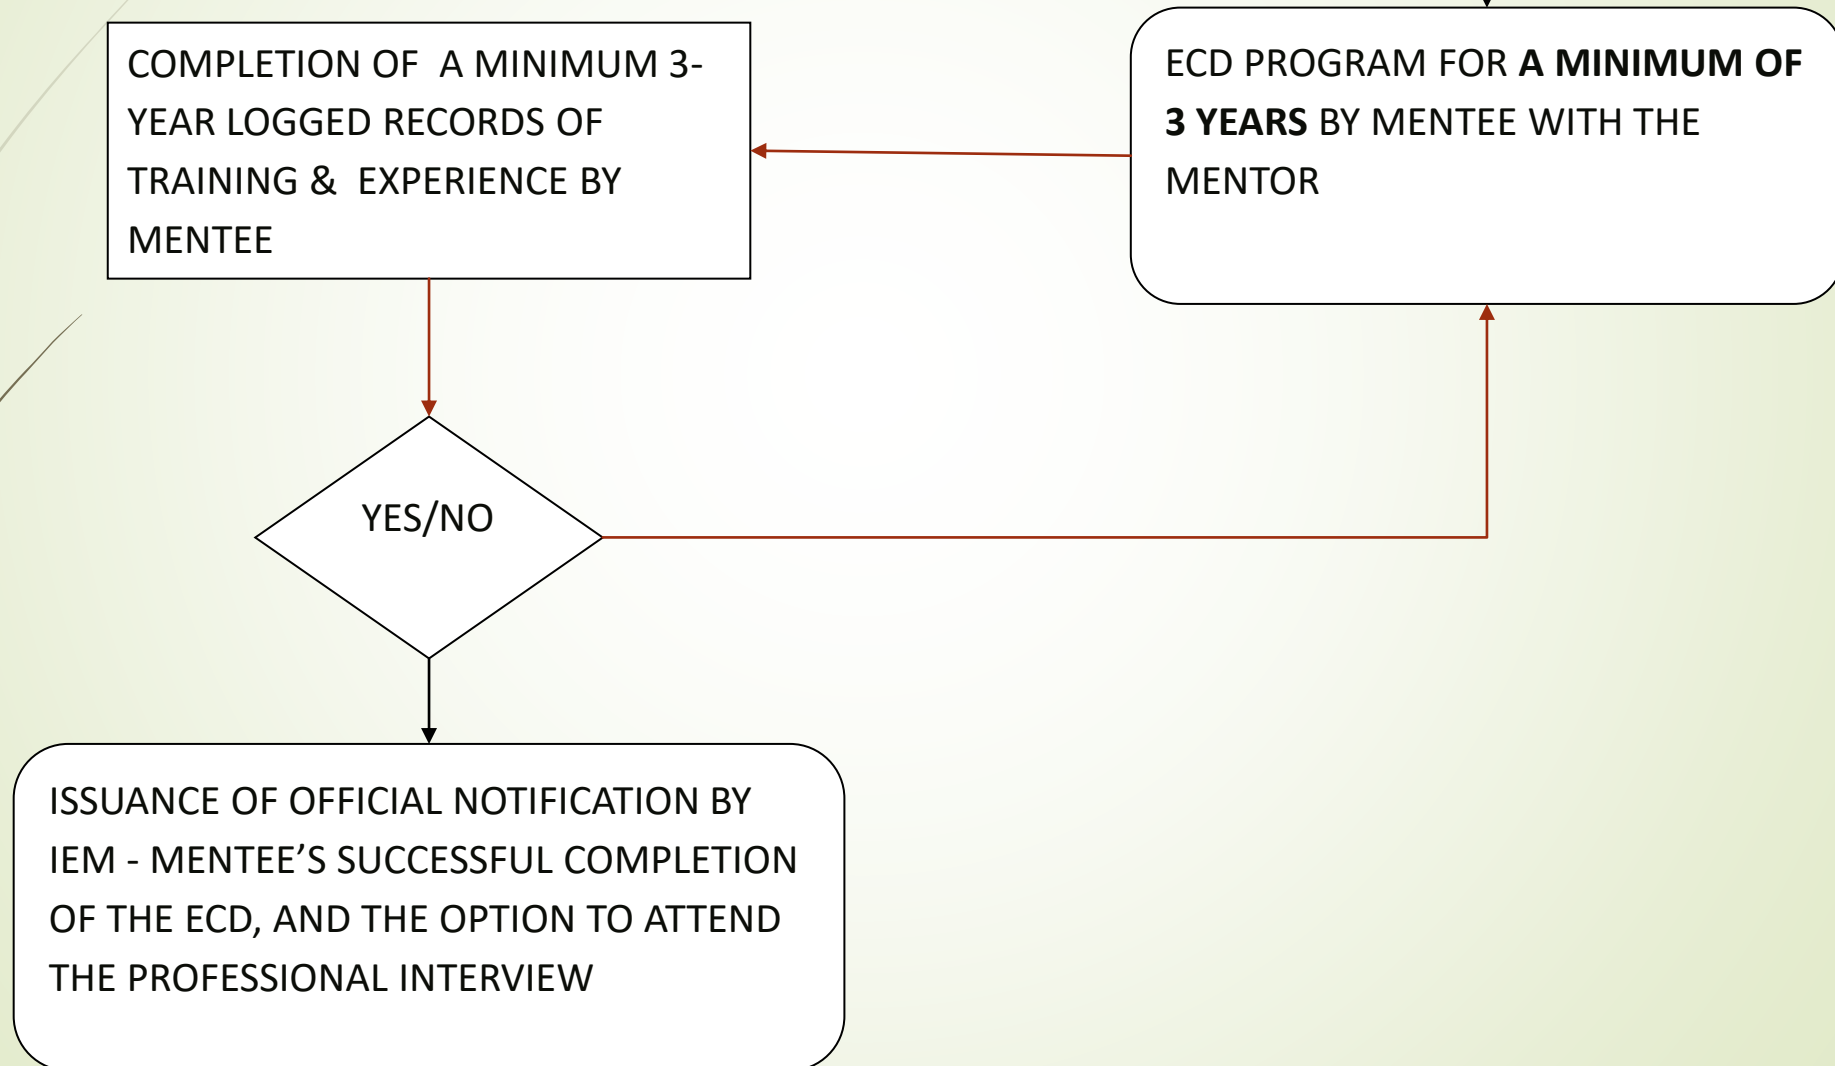 COMPLETION OF  A MINIMUM 3-
YEAR LOGGED RECORDS OF
TRAINING &  EXPERIENCE BY
MENTEE
ECD PROGRAM FOR A MINIMUM OF
3 YEARS BY MENTEE WITH THE
MENTOR
YES/NO
ISSUANCE OF OFFICIAL NOTIFICATION BY
IEM - MENTEE’S SUCCESSFUL COMPLETION
OF THE ECD, AND THE OPTION TO ATTEND
THE PROFESSIONAL INTERVIEW